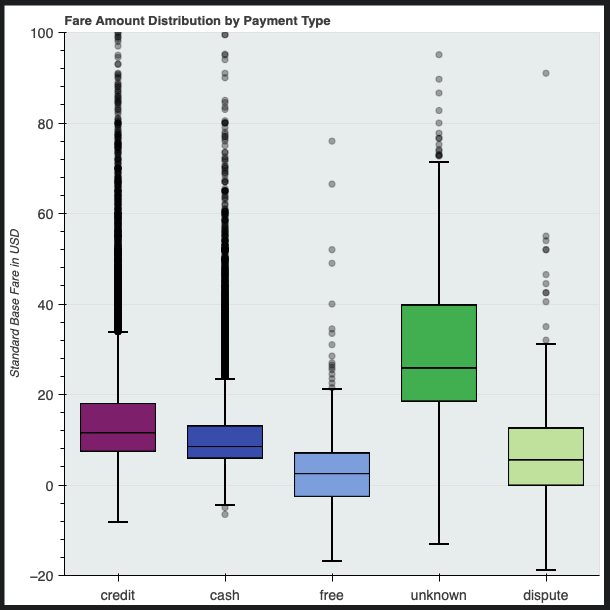 Fare Amount Distribution by Payment Type
100
80
60
40
20
0
−20
Standard Base Fare in USD
credit cash free unknown dispute